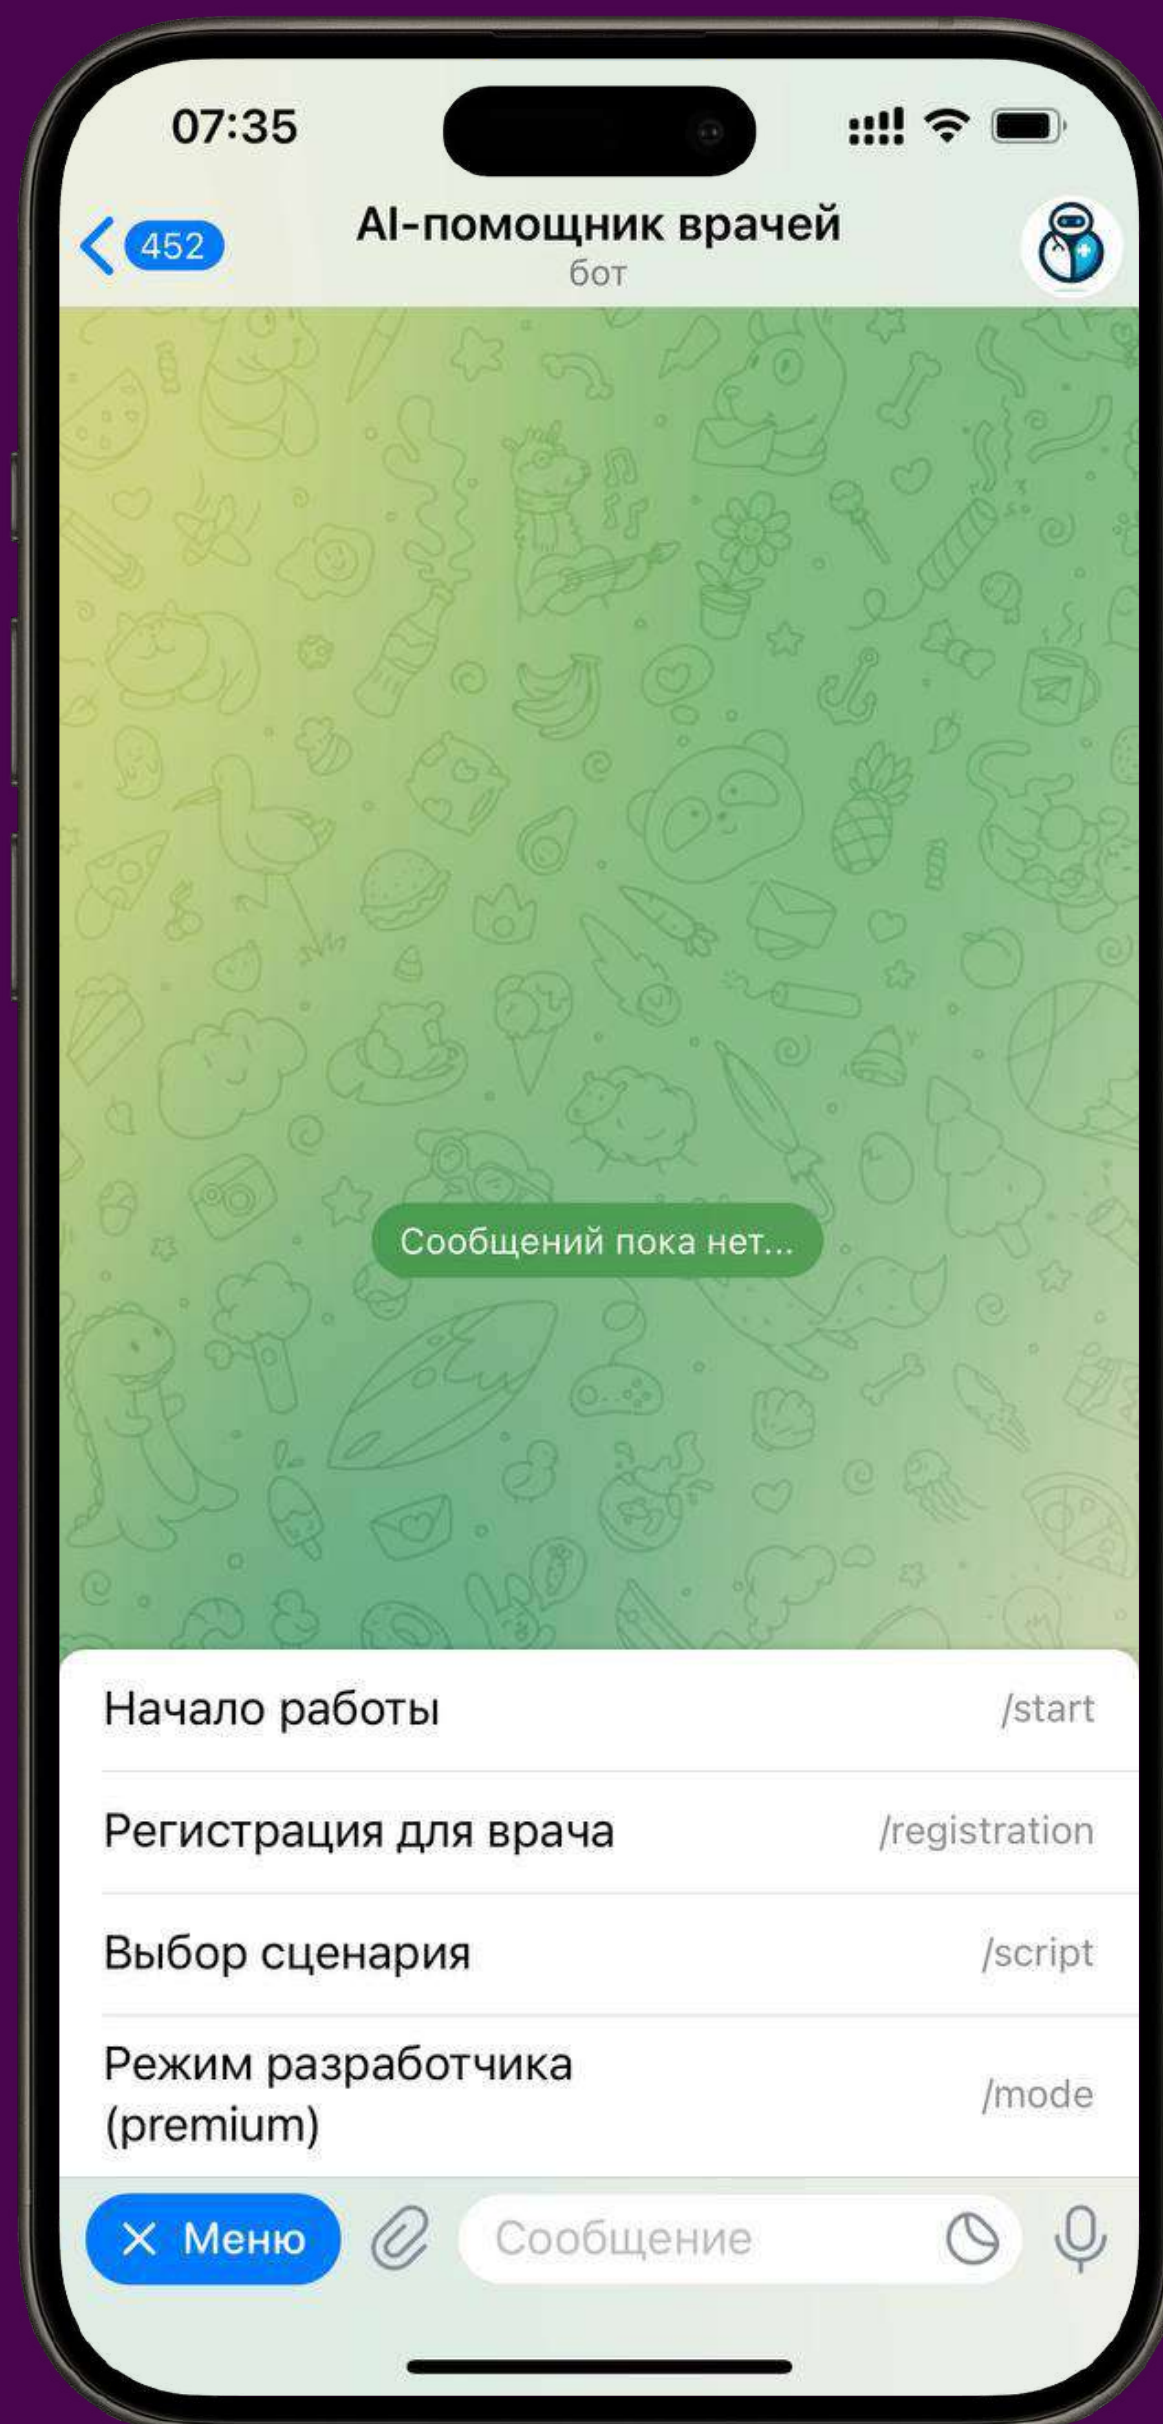 07:35
452
AI-помощник врачей
бот
Сообщений пока нет...
Начало работы /start
Регистрация для врача /registration
Выбор сценария /script
Режим разработчика
(premium) /mode
Меню Сообщение